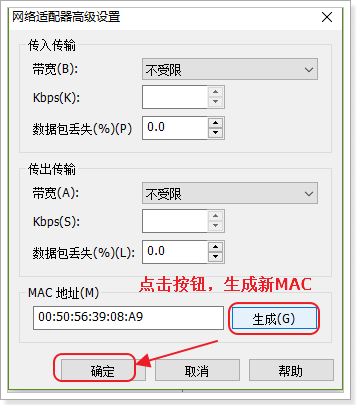 网络适配器高级设置
传入传输
带宽(B): 不受限
Kbps(K):
数据包丢失(%)(P) 0.0
传出传输
带宽(A): 不受限
Kbps(S):
数据包丢失(%)(L): 0.0
点击按钮，生成新MAC
MAC 地址(M)
00:50:56:39:08:A9 生成(G)
确定 取消 帮助